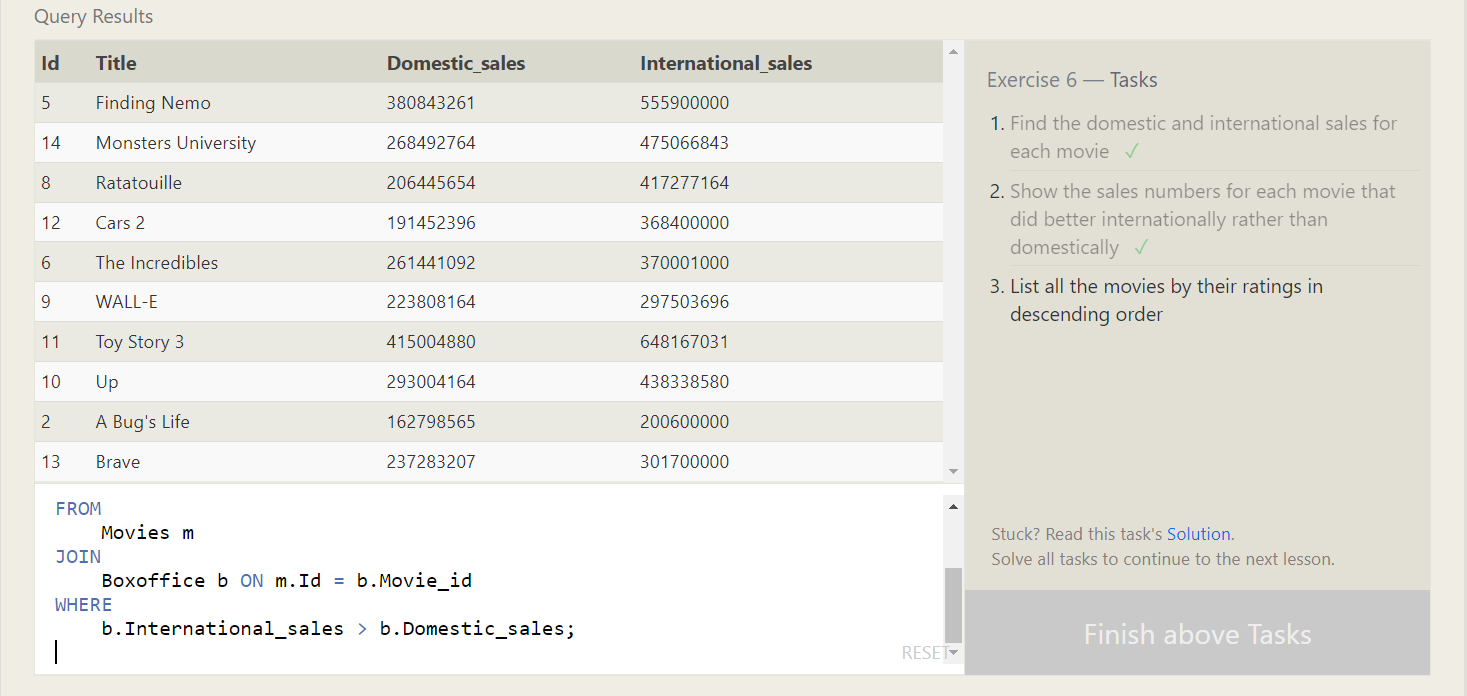 Query Results
Id Title Domestic_sales International_sales
5 Finding Nemo 380843261 555900000
14 Monsters University 268492764 475066843
8 Ratatouille 206445654 417277164
12 Cars 2 191452396 368400000
6 The Incredibles 261441092 370001000
9 WALL-E 223808164 297503696
11 Toy Story 3 415004880 648167031
10 Up 293004164 438338580
2 A Bug's Life 162798565 200600000
13 Brave 237283207 301700000
FROM
Movies m
JOIN
Boxoffice b ON m.Id = b.Movie_id
WHERE
b.International_sales > b.Domestic_sales;
RESET
Exercise 6 — Tasks
1. Find the domestic and international sales for
each movie ✓
2. Show the sales numbers for each movie that
did better internationally rather than
domestically ✓
3. List all the movies by their ratings in
descending order
Stuck? Read this task's Solution.
Solve all tasks to continue to the next lesson.
Finish above Tasks